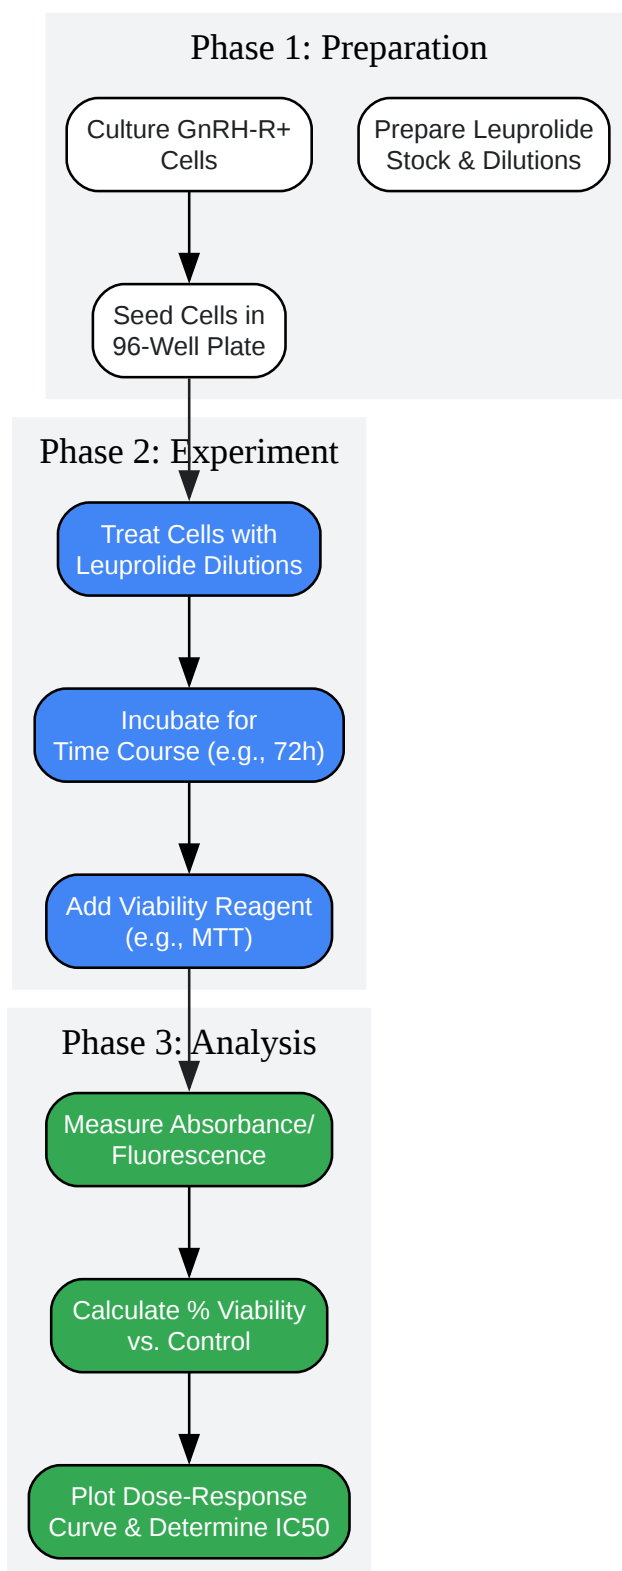 Phase 1: Preparation
Culture GnRH-R+
Cells
Prepare Leuprolide
Stock & Dilutions
Seed Cells in
96-Well Plate
Phase 2: Experiment
Treat Cells with
Leuprolide Dilutions
Incubate for
Time Course (e.g., 72h)
Add Viability Reagent
(e.g., MTT)
Phase 3: Analysis
Measure Absorbance/
Fluorescence
Calculate % Viability
vs. Control
Plot Dose-Response
Curve & Determine IC50